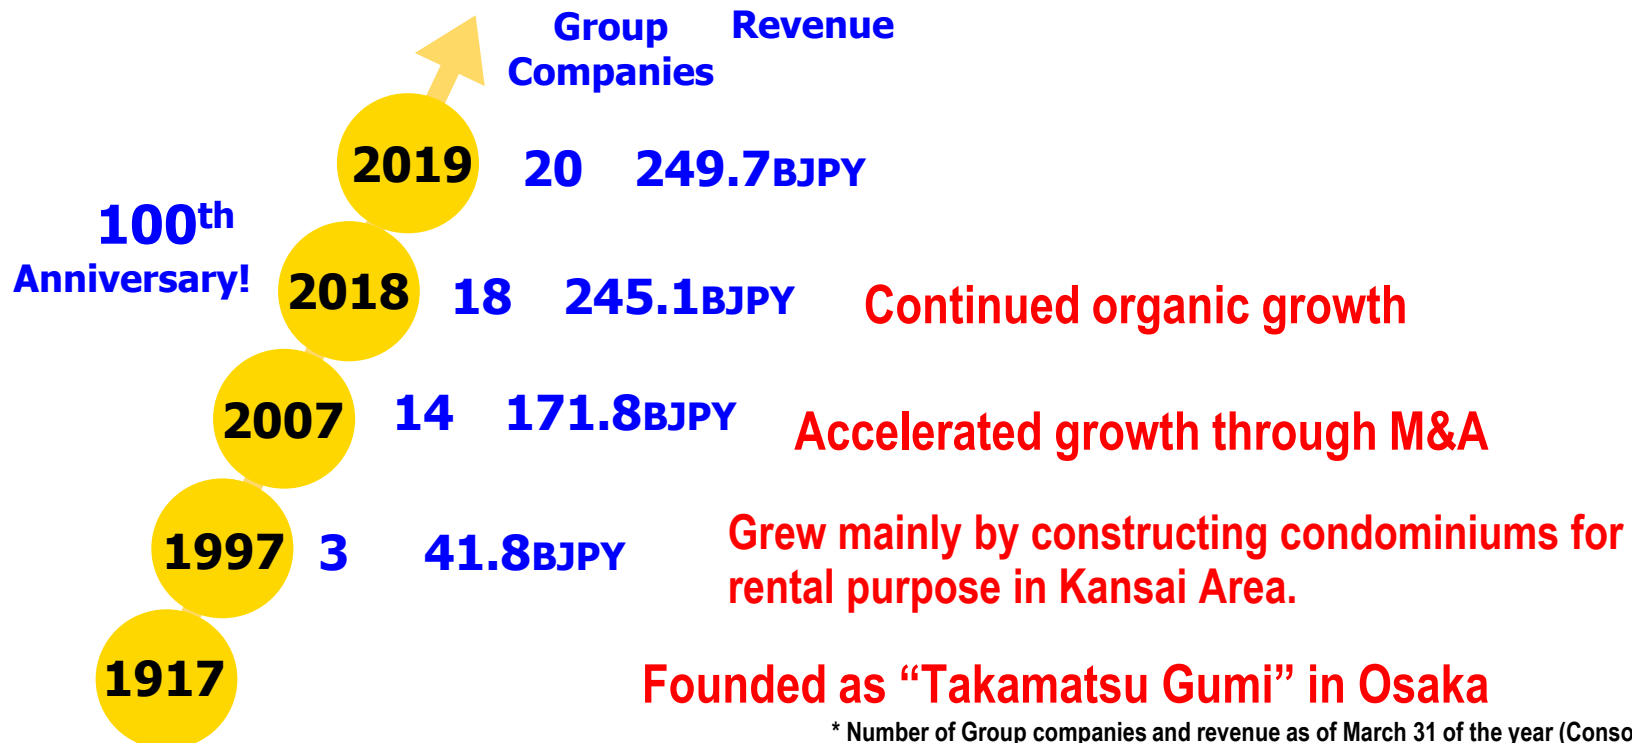 Group Revenue
Companies
2019 20 249.7BJPY
100th
Anniversary!
2018 18 245.1BJPY Continued organic growth
2007 14 171.8BJPY Accelerated growth through M&A
1997 3 41.8BJPY Grew mainly by constructing condominiums for
rental purpose in Kansai Area.
1917 Founded as “Takamatsu Gumi” in Osaka
* Number of Group companies and revenue as of March 31 of the year